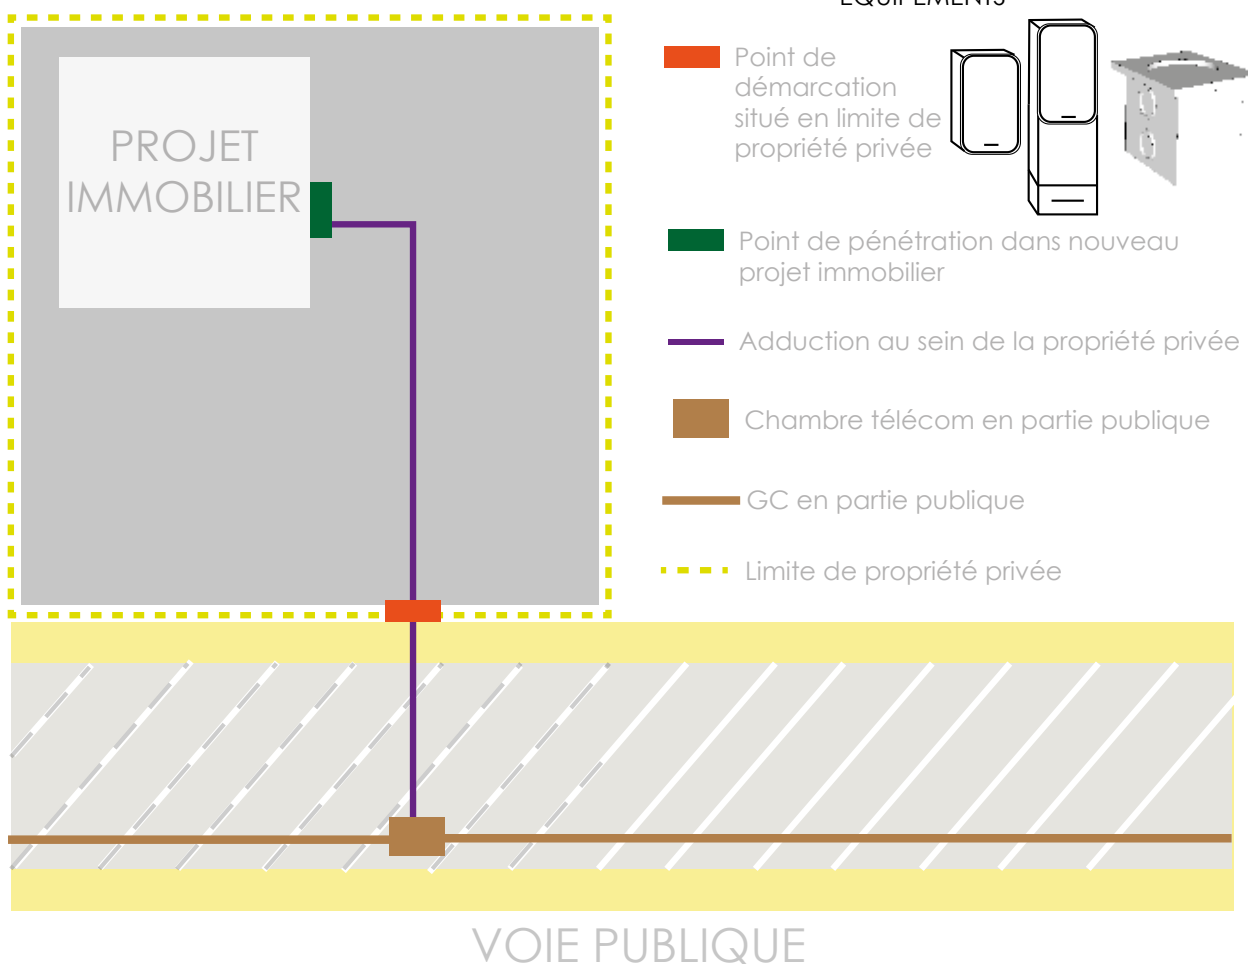 EQUIPEMENTS
PROJET
IMMOBILIER
Point de
démarcation
situé en limite de
propriété privée
Point de pénétration dans nouveau
projet immobilier
Adduction au sein de la propriété privée
Chambre télécom en partie publique
GC en partie publique
Limite de propriété privée
VOIE PUBLIQUE